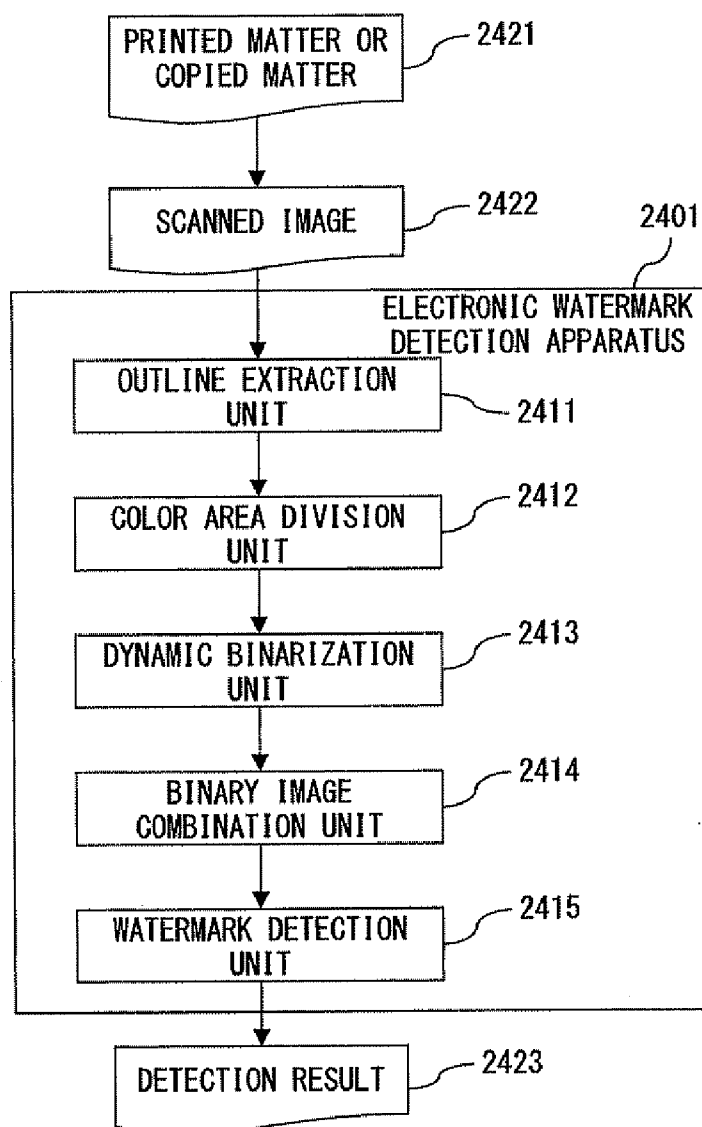 PRINTED MATTER OR
COPIED MATTER
2421
SCANNED IMAGE
2422
2401
ELECTRONIC WATERMARK
DETECTION APPARATUS
OUTLINE EXTRACTION
UNIT
2411
COLOR AREA DIVISION
UNIT
2412
DYNAMIC BINARIZATION
UNIT
2413
BINARY IMAGE
COMBINATION UNIT
2414
WATERMARK DETECTION
UNIT
2415
DETECTION RESULT
2423